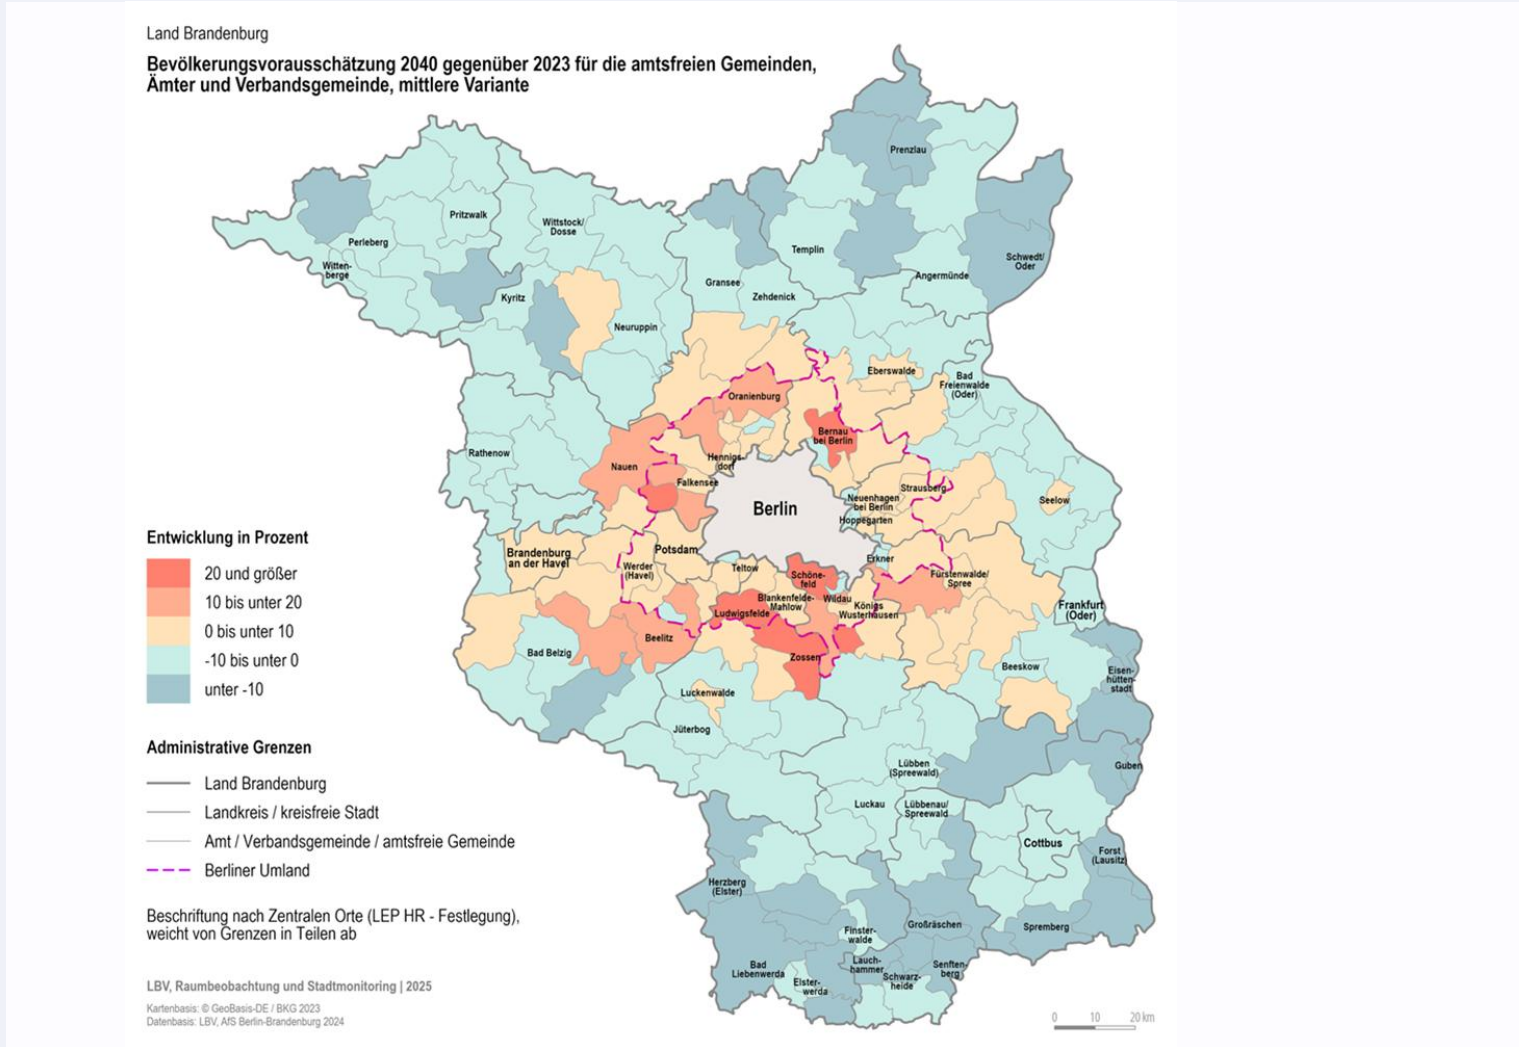 Land Brandenburg
Bevölkerungsvorausschätzung 2040 gegenüber 2023 für die amtsfreien Gemeinden,
Ämter und Verbandsgemeinde, mittlere Variante
Prenzlau
Pritzwalk
Wittstock/
Dosse
Perleberg
Witten-
berge
Templin
Schwedt/
Oder
Angermünde
Gransee
Zehdenick
Kyritz
Neuruppin
Eberswalde
Bad
Freienwalde
(Oder)
Oranienburg
Bernau
bei Berlin
Rathenow
Nauen
Hennigs-
dorf
Falkensee
Strausberg
Neuenhagen
bei Berlin
Seelow
Berlin
Hoppegarten
Brandenburg
an der Havel
Potsdam
Erkner
Werder
(Havel)
Teltow
Schöne-
feld
Fürstenwalde/
Spree
Blankenfelde-
Mahlow
Wildau
Königs
Wusterhausen
Frankfurt
(Oder)
Ludwigsfelde
Beelitz
Bad Belzig
Zossen
Beeskow
Eisen-
hütten-
stadt
Luckenwalde
Jüterbog
Lübben
(Spreewald)
Guben
Luckau
Lübbenau/
Spreewald
Cottbus
Forst
(Lausitz)
Herzberg
(Elster)
Finster-
walde
Großräschen
Spremberg
Bad
Liebenwerda
Lauch-
hammer
Schwarz-
heide
Senften-
berg
Elster-
werda
Entwicklung in Prozent
20 und größer
10 bis unter 20
0 bis unter 10
-10 bis unter 0
unter -10
Administrative Grenzen
Land Brandenburg
Landkreis / kreisfreie Stadt
Amt / Verbandsgemeinde / amtsfreie Gemeinde
Berliner Umland
Beschriftung nach Zentralen Orte (LEP HR - Festlegung),
weicht von Grenzen in Teilen ab
LBV, Raumbeobachtung und Stadtmonitoring | 2025
Kartenbasis: © GeoBasis-DE / BKG 2023
Datenbasis: LBV, AfS Berlin-Brandenburg 2024
0 10 20 km